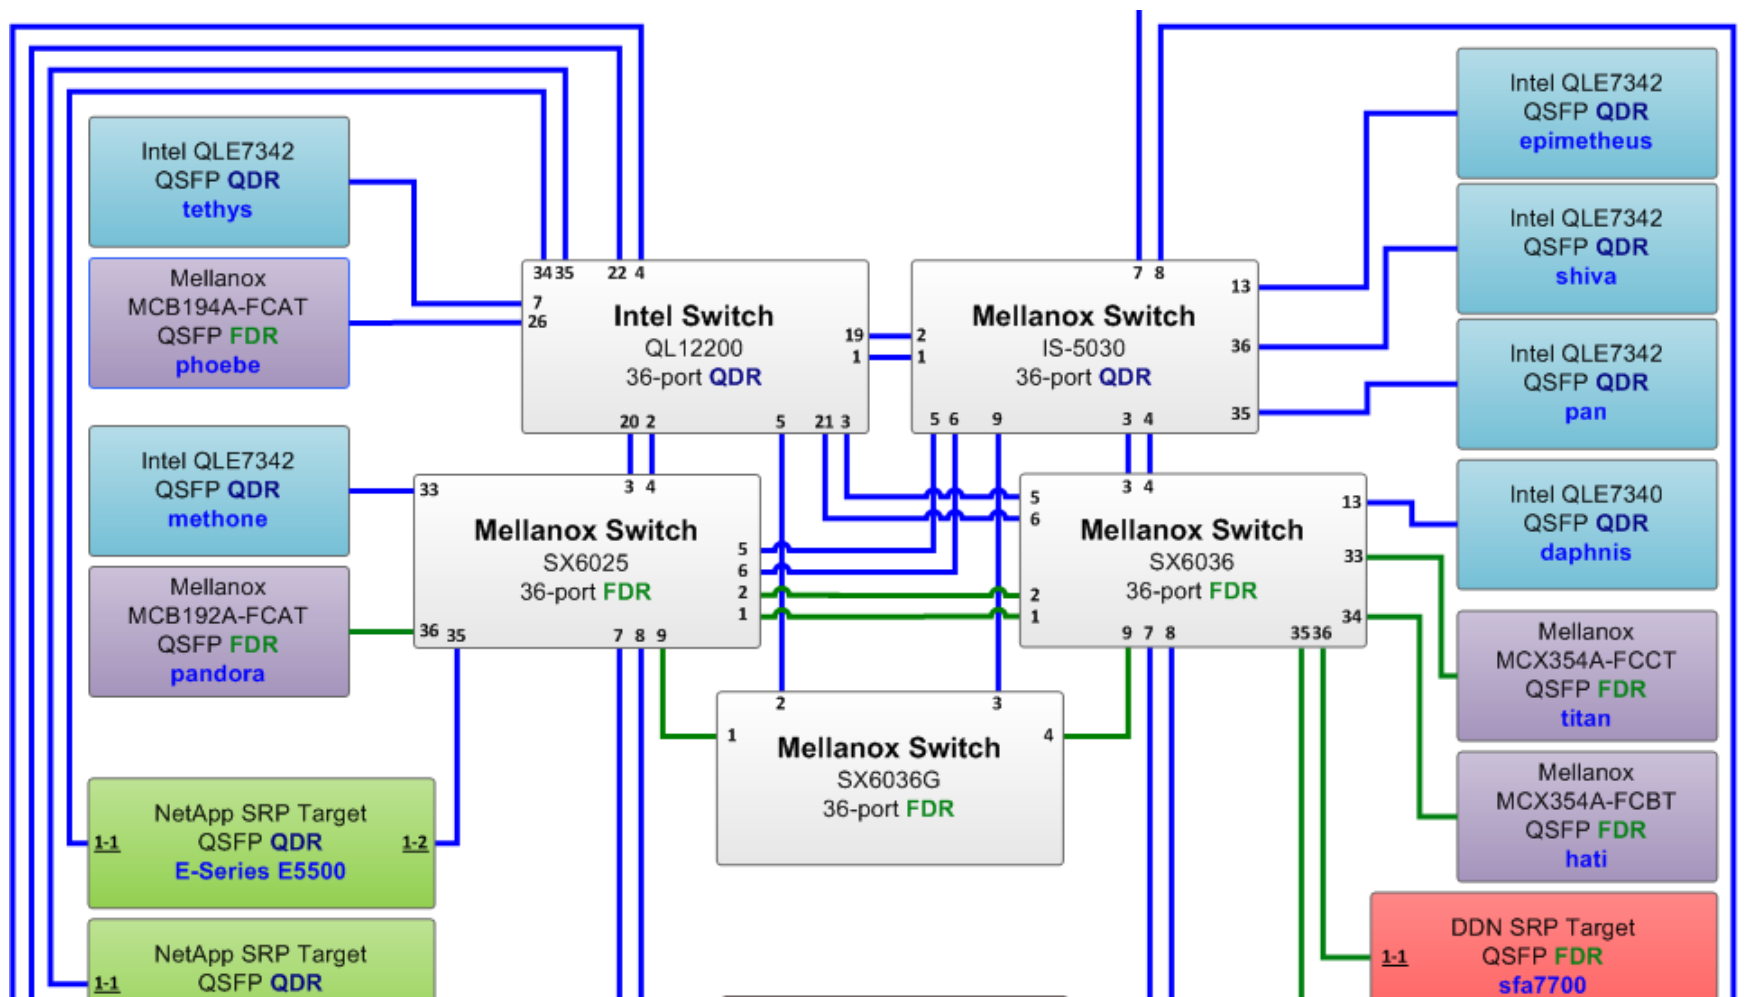 Intel QLE7342
QSFP QDR
tethys
Mellanox
MCB194A-FCAT
QSFP FDR
phoebe
Intel QLE7342
QSFP QDR
methone
Mellanox
MCB192A-FCAT
QSFP FDR
pandora
NetApp SRP Target
1-1 QSFP QDR 1-2
E-Series E5500
NetApp SRP Target
1-1 QSFP QDR
34 35 22 4
7
26
Intel Switch
QL12200
36-port QDR
19
1
20 2 5 21 3
7 8
2
1
Mellanox Switch
IS-5030
36-port QDR
13
36
35
5 6 9 3 4
3 4
33
Mellanox Switch
SX6025
36-port FDR
5
6
2
1
36 35 7 8 9
3 4
5
6
Mellanox Switch
SX6036
36-port FDR
2
1
13
33
34
9 7 8 35 36
2 3
1 4
Mellanox Switch
SX6036G
36-port FDR
Intel QLE7342
QSFP QDR
epimetheus
Intel QLE7342
QSFP QDR
shiva
Intel QLE7342
QSFP QDR
pan
Intel QLE7340
QSFP QDR
daphnis
Mellanox
MCX354A-FCCT
QSFP FDR
titan
Mellanox
MCX354A-FCBT
QSFP FDR
hati
DDN SRP Target
1-1 QSFP FDR
sfa7700